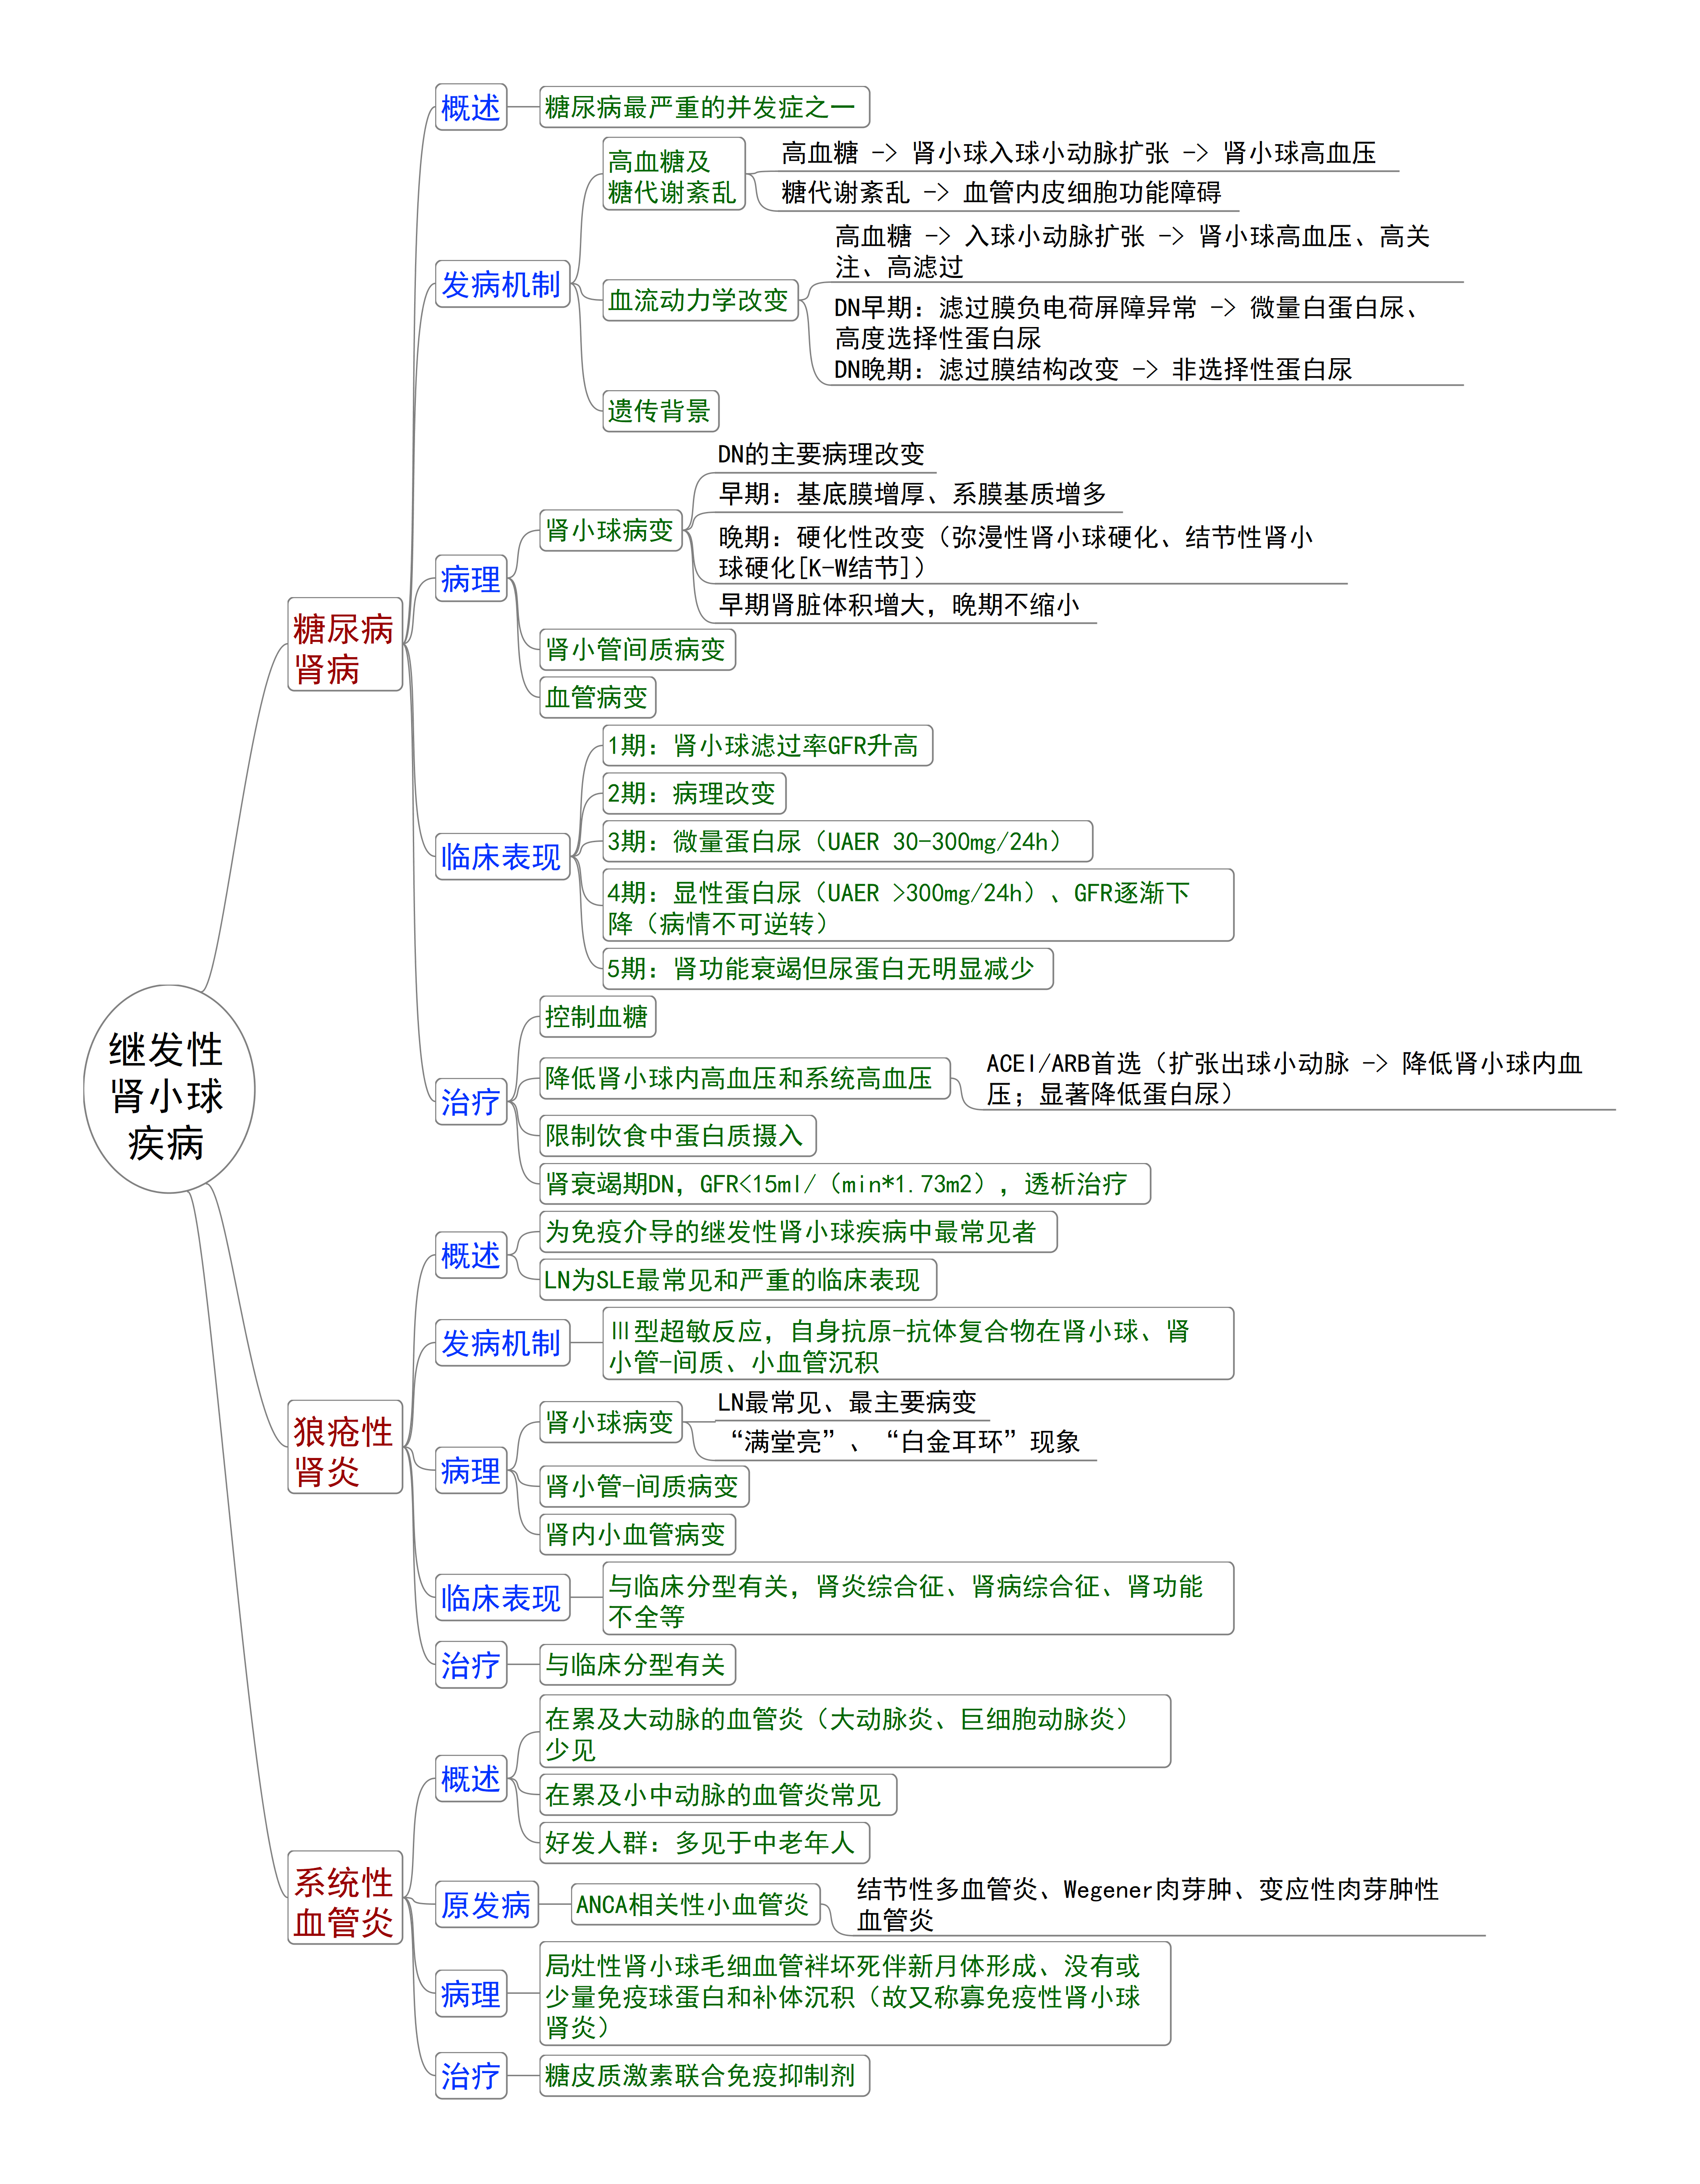 继发性
肾小球
疾病
糖尿病
肾病
概述
糖尿病最严重的并发症之一
发病机制
高血糖及
糖代谢紊乱
高血糖 -> 肾小球入球小动脉扩张 -> 肾小球高血压
糖代谢紊乱 -> 血管内皮细胞功能障碍
血流动力学改变
高血糖 -> 入球小动脉扩张 -> 肾小球高血压、高关
注、高滤过
DN早期：滤过膜负电荷屏障异常 -> 微量白蛋白尿、
高度选择性蛋白尿
DN晚期：滤过膜结构改变 -> 非选择性蛋白尿
遗传背景
病理
肾小球病变
DN的主要病理改变
早期：基底膜增厚、系膜基质增多
晚期：硬化性改变（弥漫性肾小球硬化、结节性肾小
球硬化[K-W结节]）
早期肾脏体积增大，晚期不缩小
肾小管间质病变
血管病变
临床表现
1期：肾小球滤过率GFR升高
2期：病理改变
3期：微量蛋白尿（UAER 30-300mg/24h）
4期：显性蛋白尿（UAER >300mg/24h）、GFR逐渐下
降（病情不可逆转）
5期：肾功能衰竭但尿蛋白无明显减少
治疗
控制血糖
降低肾小球内高血压和系统高血压
ACEI/ARB首选（扩张出球小动脉 -> 降低肾小球内血
压；显著降低蛋白尿）
限制饮食中蛋白质摄入
肾衰竭期DN，GFR<15ml/（min*1.73m2），透析治疗
狼疮性
肾炎
概述
为免疫介导的继发性肾小球疾病中最常见者
LN为SLE最常见和严重的临床表现
发病机制
Ⅲ型超敏反应，自身抗原-抗体复合物在肾小球、肾
小管-间质、小血管沉积
病理
肾小球病变
LN最常见、最主要病变
“满堂亮”、“白金耳环”现象
肾小管-间质病变
肾内小血管病变
临床表现
与临床分型有关，肾炎综合征、肾病综合征、肾功能
不全等
治疗
与临床分型有关
系统性
血管炎
概述
在累及大动脉的血管炎（大动脉炎、巨细胞动脉炎）
少见
在累及小中动脉的血管炎常见
好发人群：多见于中老年人
原发病
ANCA相关性小血管炎
结节性多血管炎、Wegener肉芽肿、变应性肉芽肿性
血管炎
病理
局灶性肾小球毛细血管袢坏死伴新月体形成、没有或
少量免疫球蛋白和补体沉积（故又称寡免疫性肾小球
肾炎）
治疗
糖皮质激素联合免疫抑制剂